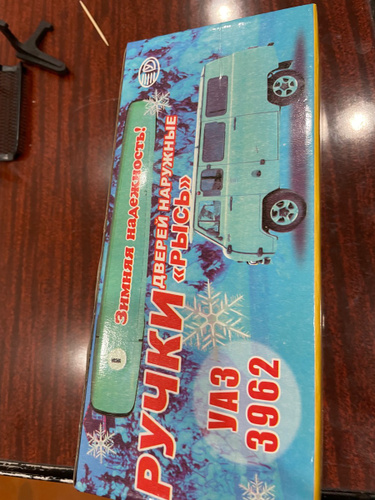 Зимняя надежность!
РУЧКИ
ДВЕРЕЙ НАРУЖНЫЕ
«РЫСЬ»
УАЗ
3962